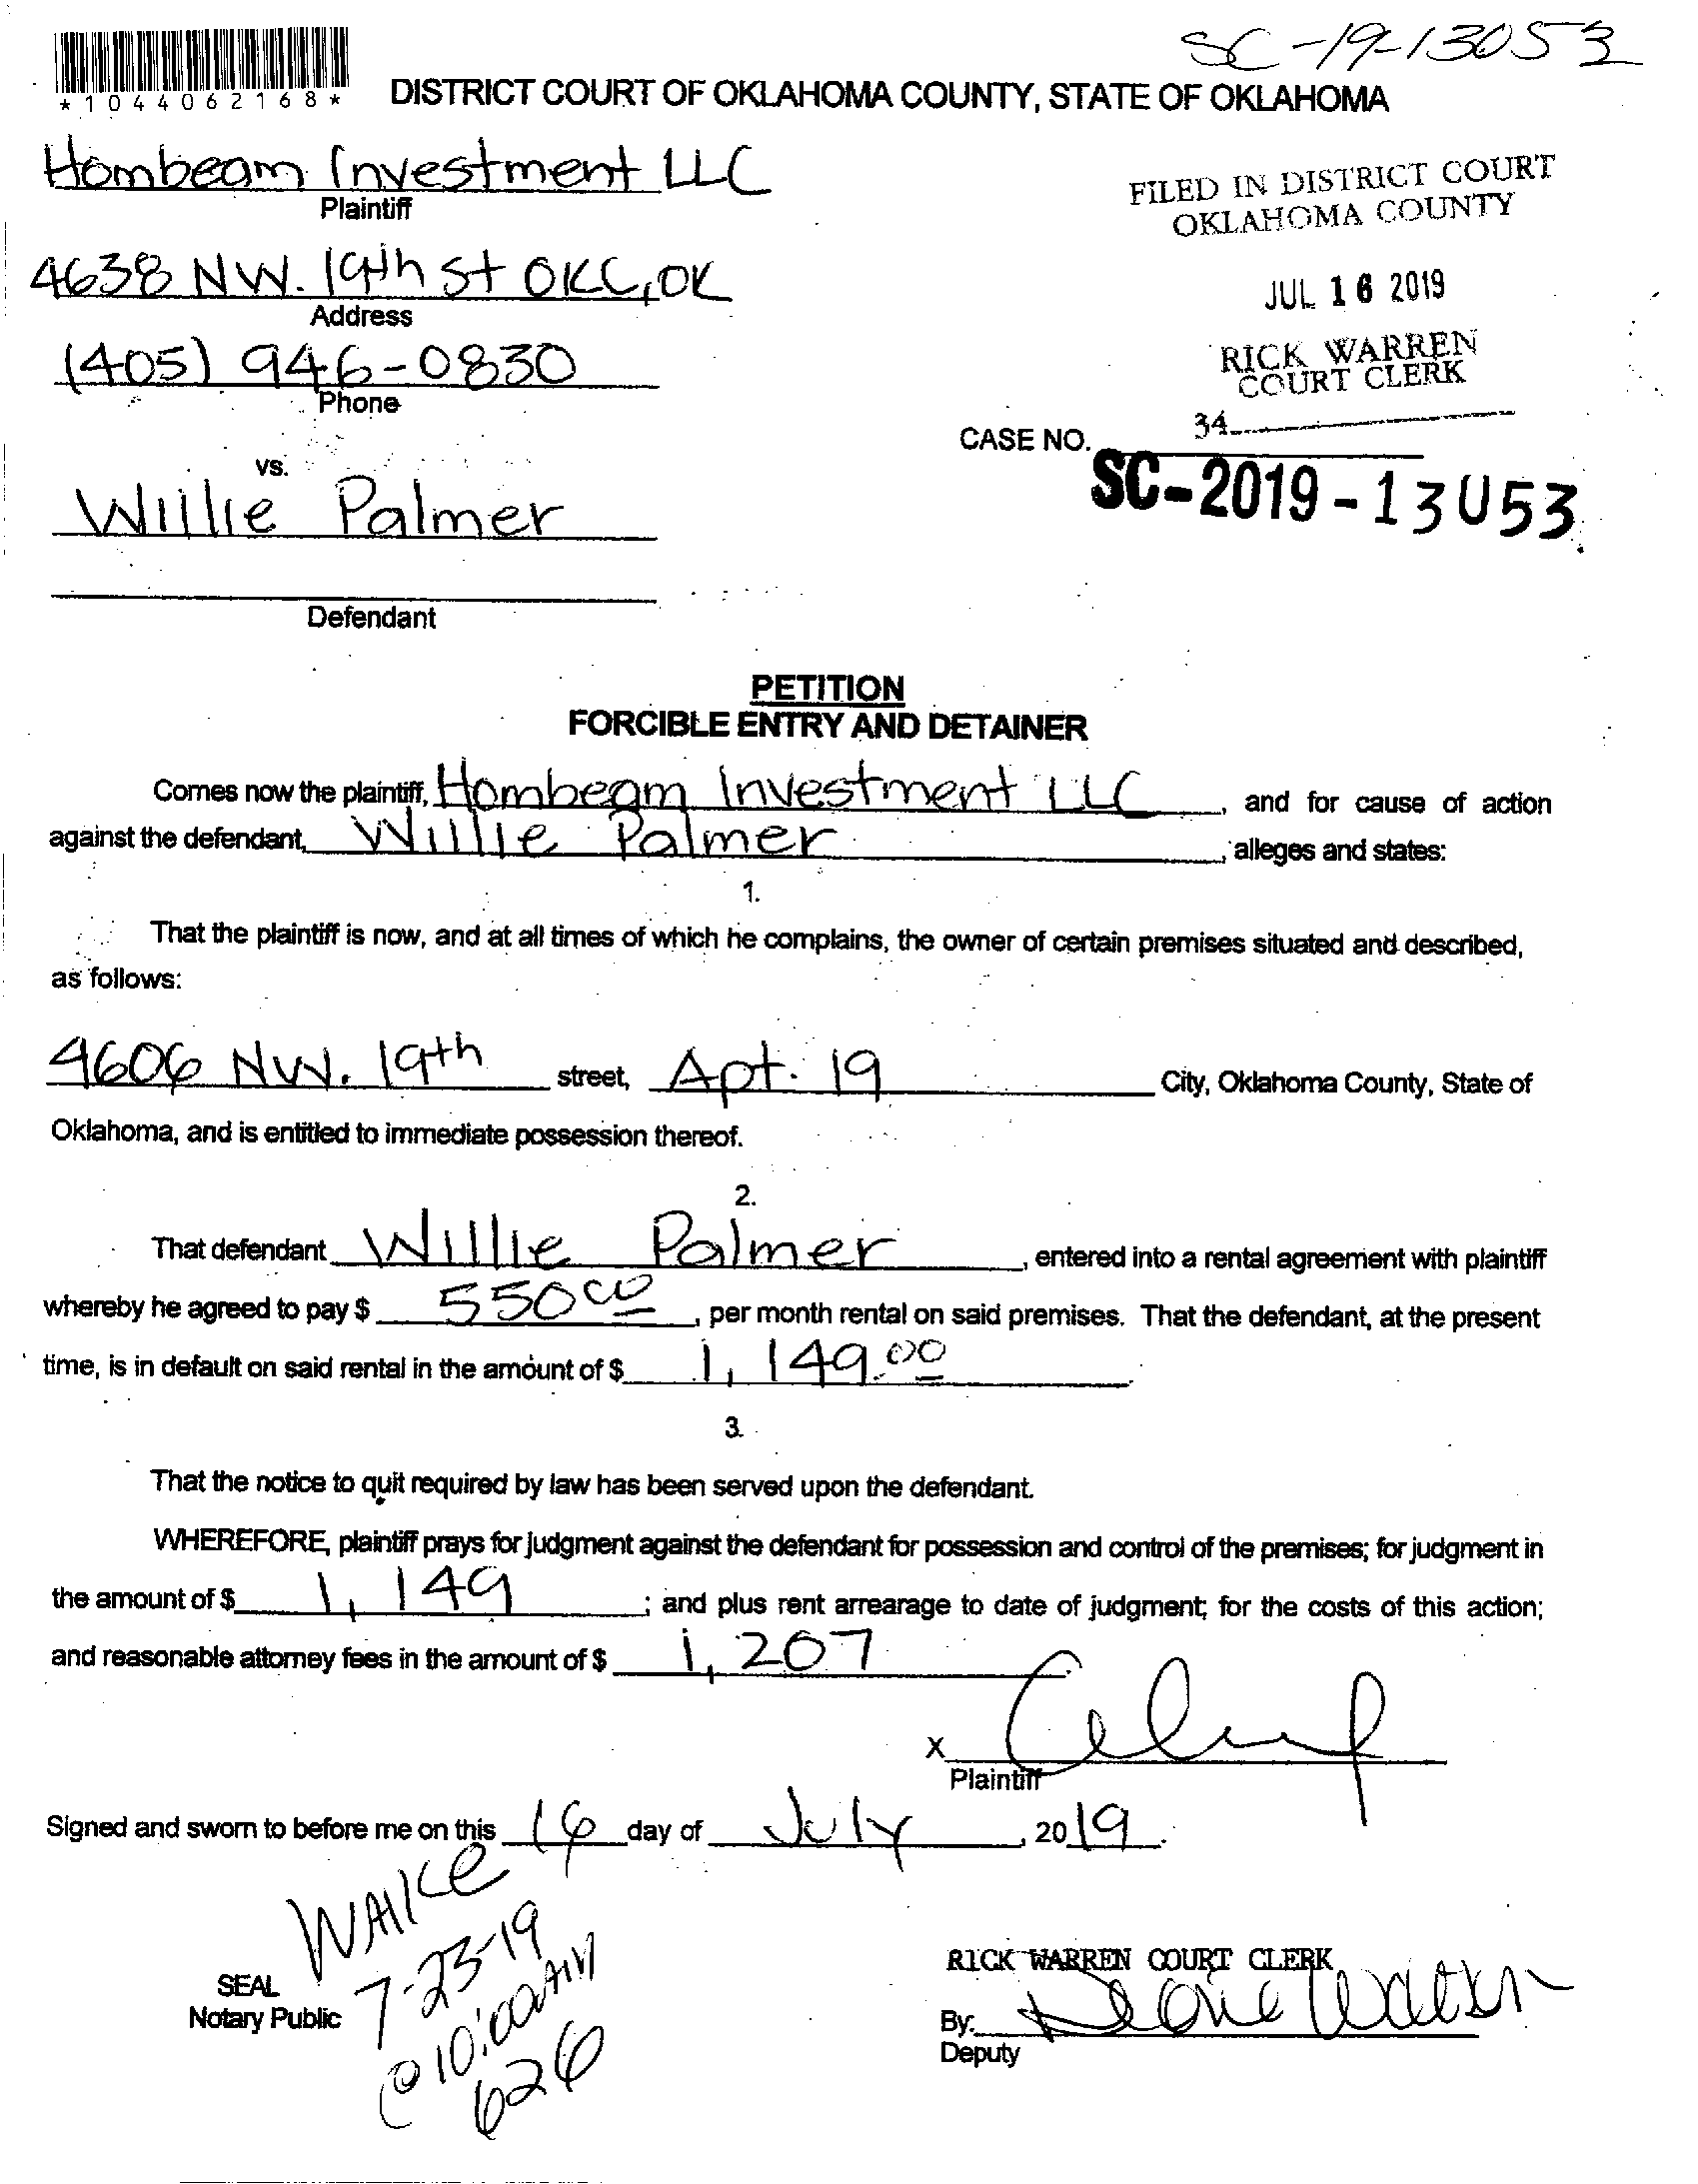 SC-19-13053
*1044062168*
DISTRICT COURT OF OKLAHOMA COUNTY, STATE OF OKLAHOMA
Hombeam Investment LLC
Plaintiff
FILED IN DISTRICT COURT
OKLAHOMA COUNTY
4638 NW. 19th St OKC, OK
Address
JUL 16 2019
(405) 946-0830
Phone
RICK WARREN
COURT CLERK
34
CASE NO.
SC-2019-13053
vs.
Willie Palmer
Defendant
PETITION
FORCIBLE ENTRY AND DETAINER
Comes now the plaintiff, Hombeam Investment LLC, and for cause of action
against the defendant, Willie Palmer, alleges and states:
1.
That the plaintiff is now, and at all times of which he complains, the owner of certain premises situated and described,
as follows:
4606 NW. 19th street, Apt. 19 City, Oklahoma County, State of
Oklahoma, and is entitled to immediate possession thereof.
2.
That defendant Willie Palmer, entered into a rental agreement with plaintiff
whereby he agreed to pay $ 550 00, per month rental on said premises. That the defendant, at the present
time, is in default on said rental in the amount of $ 1,149.00.
3.
That the notice to quit required by law has been served upon the defendant.
WHEREFORE, plaintiff prays for judgment against the defendant for possession and control of the premises; for judgment in
the amount of $ 1,149; and plus rent arrearage to date of judgment; for the costs of this action;
and reasonable attorney fees in the amount of $ 1,207
X
Plaintiff
Signed and sworn to before me on this 16 day of July, 2019.
7-23-19
@ 10:00AM
626
SEAL
Notary Public
RICK WARREN COURT CLERK
By:
Deputy